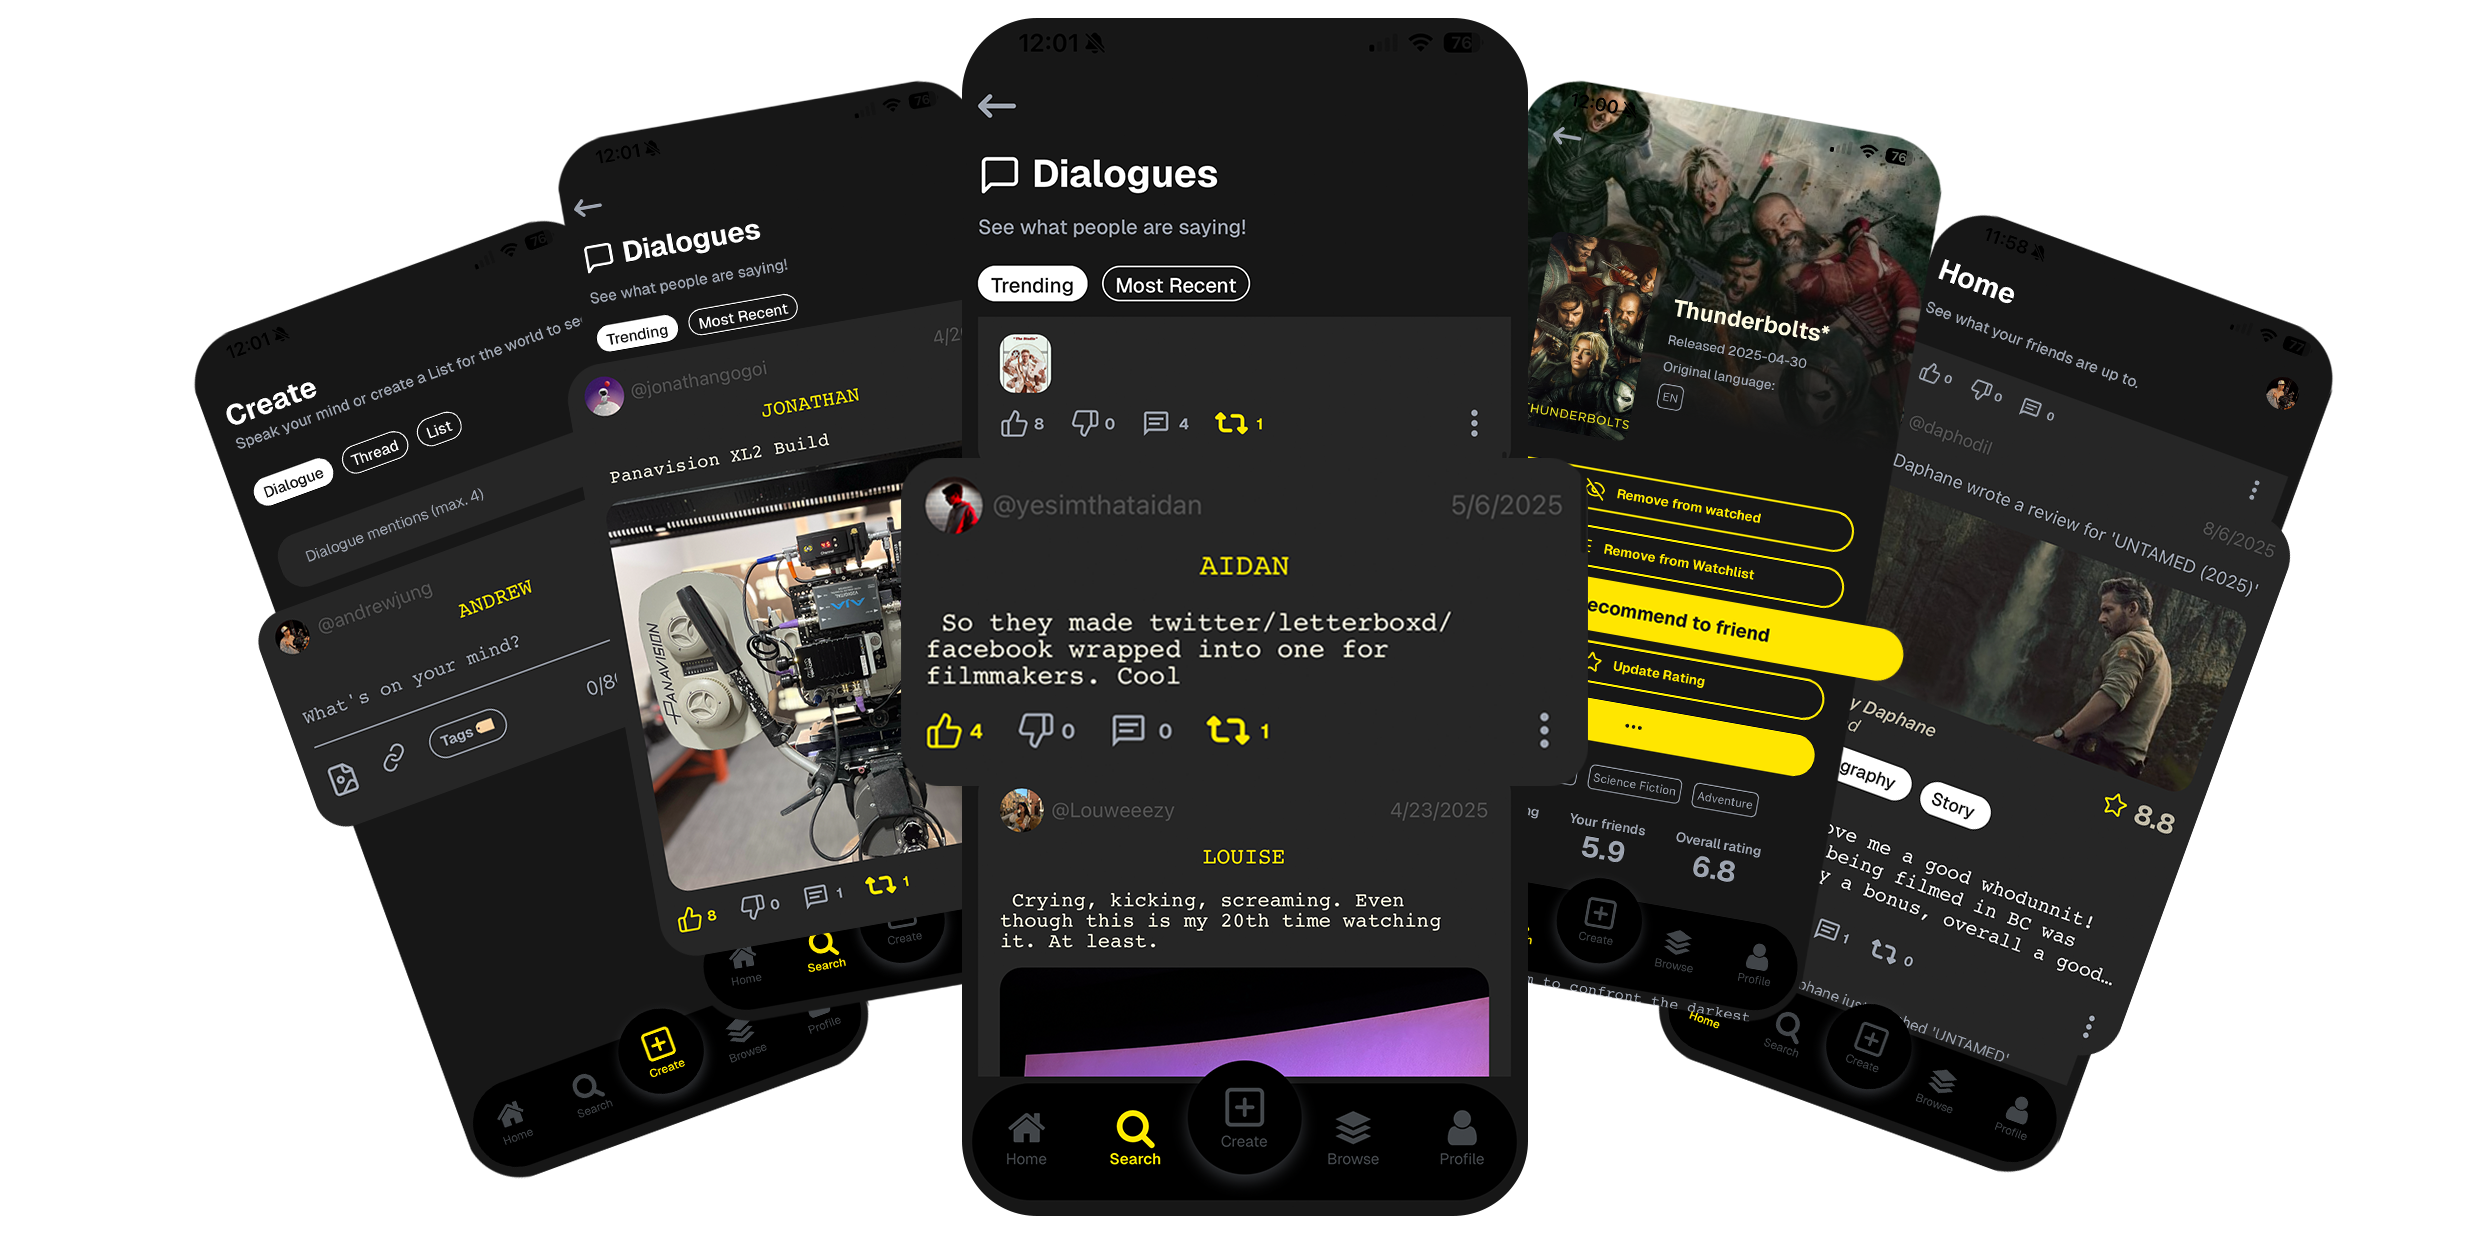 12:01
76
Create
Speak your mind or create a List for the world to see
Dialogue
Thread
List
Dialogue mentions (max. 4)
@andrewjung
ANDREW
What's on your mind?
Tags
Home
Search
Create
Browse
Profile
12:01
76
Dialogues
See what people are saying!
Trending
Most Recent
@jonathangogoi
JONATHAN
Panavision XL2 Build
PANAVISION
8
0
1
1
Home
Search
Create
12:01
76
Dialogues
See what people are saying!
Trending
Most Recent
"The Studio"
8
0
4
1
@yesimthataidan
5/6/2025
AIDAN
So they made twitter/letterboxd/
facebook wrapped into one for
filmmakers. Cool
4
0
0
1
@Louweeezy
4/23/2025
LOUISE
Crying, kicking, screaming. Even
though this is my 20th time watching
it. At least.
Home
Search
Create
Browse
Profile
12:00
76
Thunderbolts*
Released 2025-04-30
Original language:
EN
HUNDERBOLTS
Remove from watched
Remove from Watchlist
ecommend to friend
Update Rating
...
Science Fiction
Adventure
ng
Your friends
5.9
Overall rating
6.8
Create
Browse
Profile
to confront the darkest
11:58
77
Home
See what your friends are up to.
0
0
0
@daphodil
8/6/2025
Daphane wrote a review for 'UNTAMED (2025)'
y Daphane
d
graphy
Story
8.8
ove me a good whodunnit!
being filmed in BC was
y a bonus, overall a good...
1
0
phane jus
hed 'UNTAMED'
Home
Search
Create
Browse
Profile